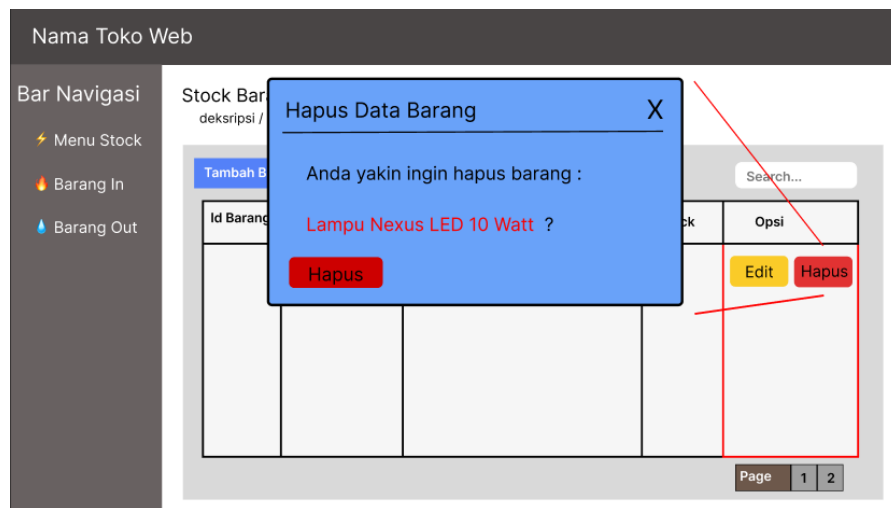 Nama Toko Web
Bar Navigasi
⚡ Menu Stock
🔥 Barang In
💧 Barang Out
Stock Bar
deksripsi /
Tambah B
Search...
Id Barang
ck
Opsi
Edit
Hapus
Hapus Data Barang
X
Anda yakin ingin hapus barang :
Lampu Nexus LED 10 Watt ?
Hapus
Page 1 2